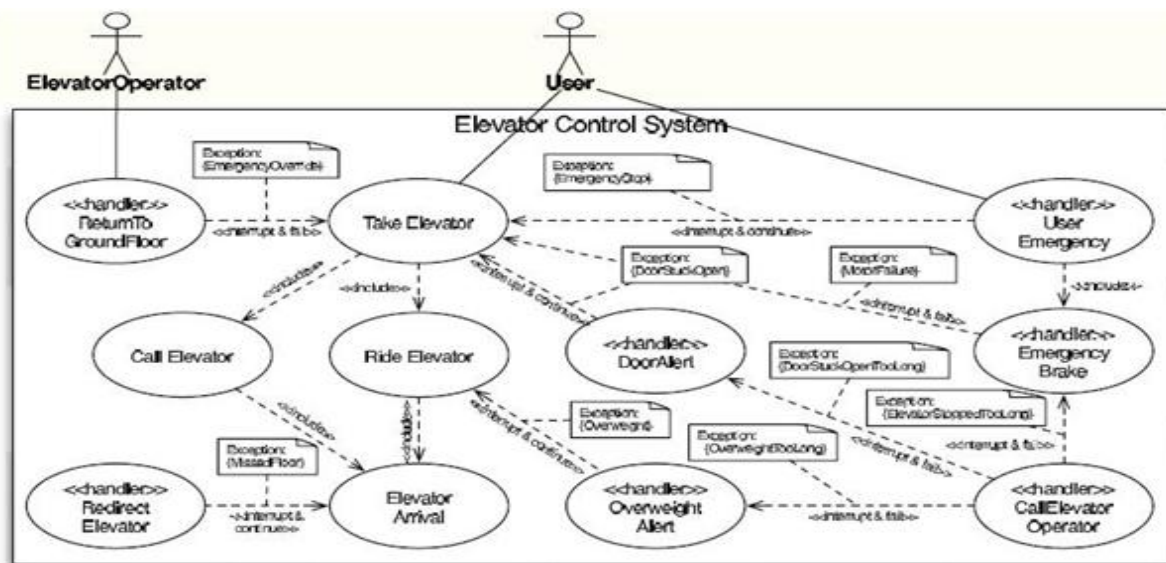 ElevatorOperator
User
Elevator Control System
Exception:
{EmergencyOverride}
Exception:
{EmergencyStop}
<<handler>>
ReturnTo
GroundFloor
<<interrupt & fail>>
Take Elevator
<<interrupt & continue>>
<<handler>>
User
Emergency
Exception:
{DoorStuckOpen}
Exception:
{MotorFailure}
<<include>>
<<include>>
<<interrupt & continue>>
<<interrupt & fail>>
<<include>>
Call Elevator
Ride Elevator
<<handler>>
DoorAlert
<<handler>>
Emergency
Brake
Exception:
{DoorStuckOpenTooLong}
Exception:
{ElevatorStoppedTooLong}
<<include>>
<<include>>
<<interrupt & continue>>
Exception:
{Overweight}
Exception:
{MissedFloor}
Exception:
{OverweightTooLong}
<<interrupt & fail>>
<<interrupt & fail>>
<<handler>>
Redirect
Elevator
<<interrupt &
continue>>
Elevator
Arrival
<<handler>>
Overweight
Alert
<<interrupt & fail>>
<<handler>>
CallElevator
Operator